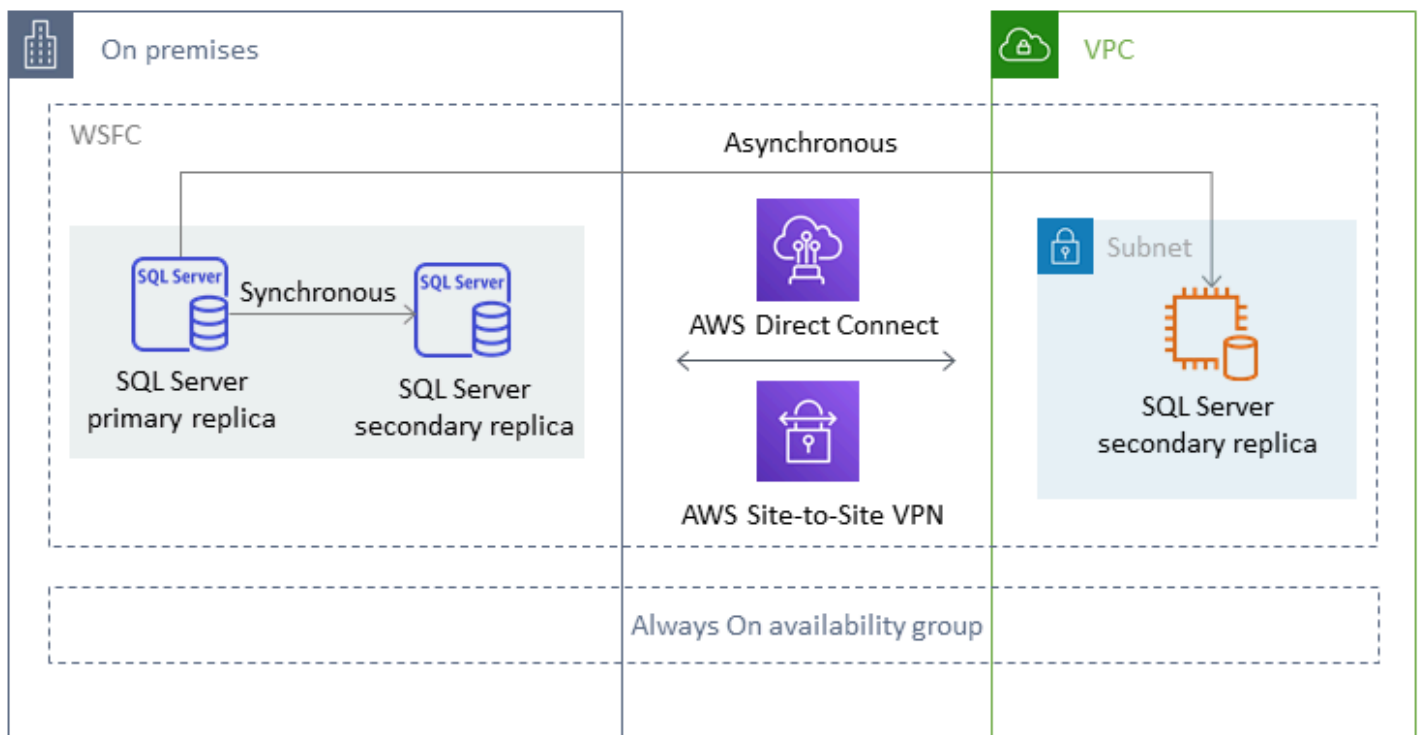 On premises
VPC
WSFC
Asynchronous
Subnet
SQL Server
Synchronous
SQL Server
AWS Direct Connect
SQL Server
primary replica
SQL Server
secondary replica
SQL Server
secondary replica
AWS Site-to-Site VPN
Always On availability group